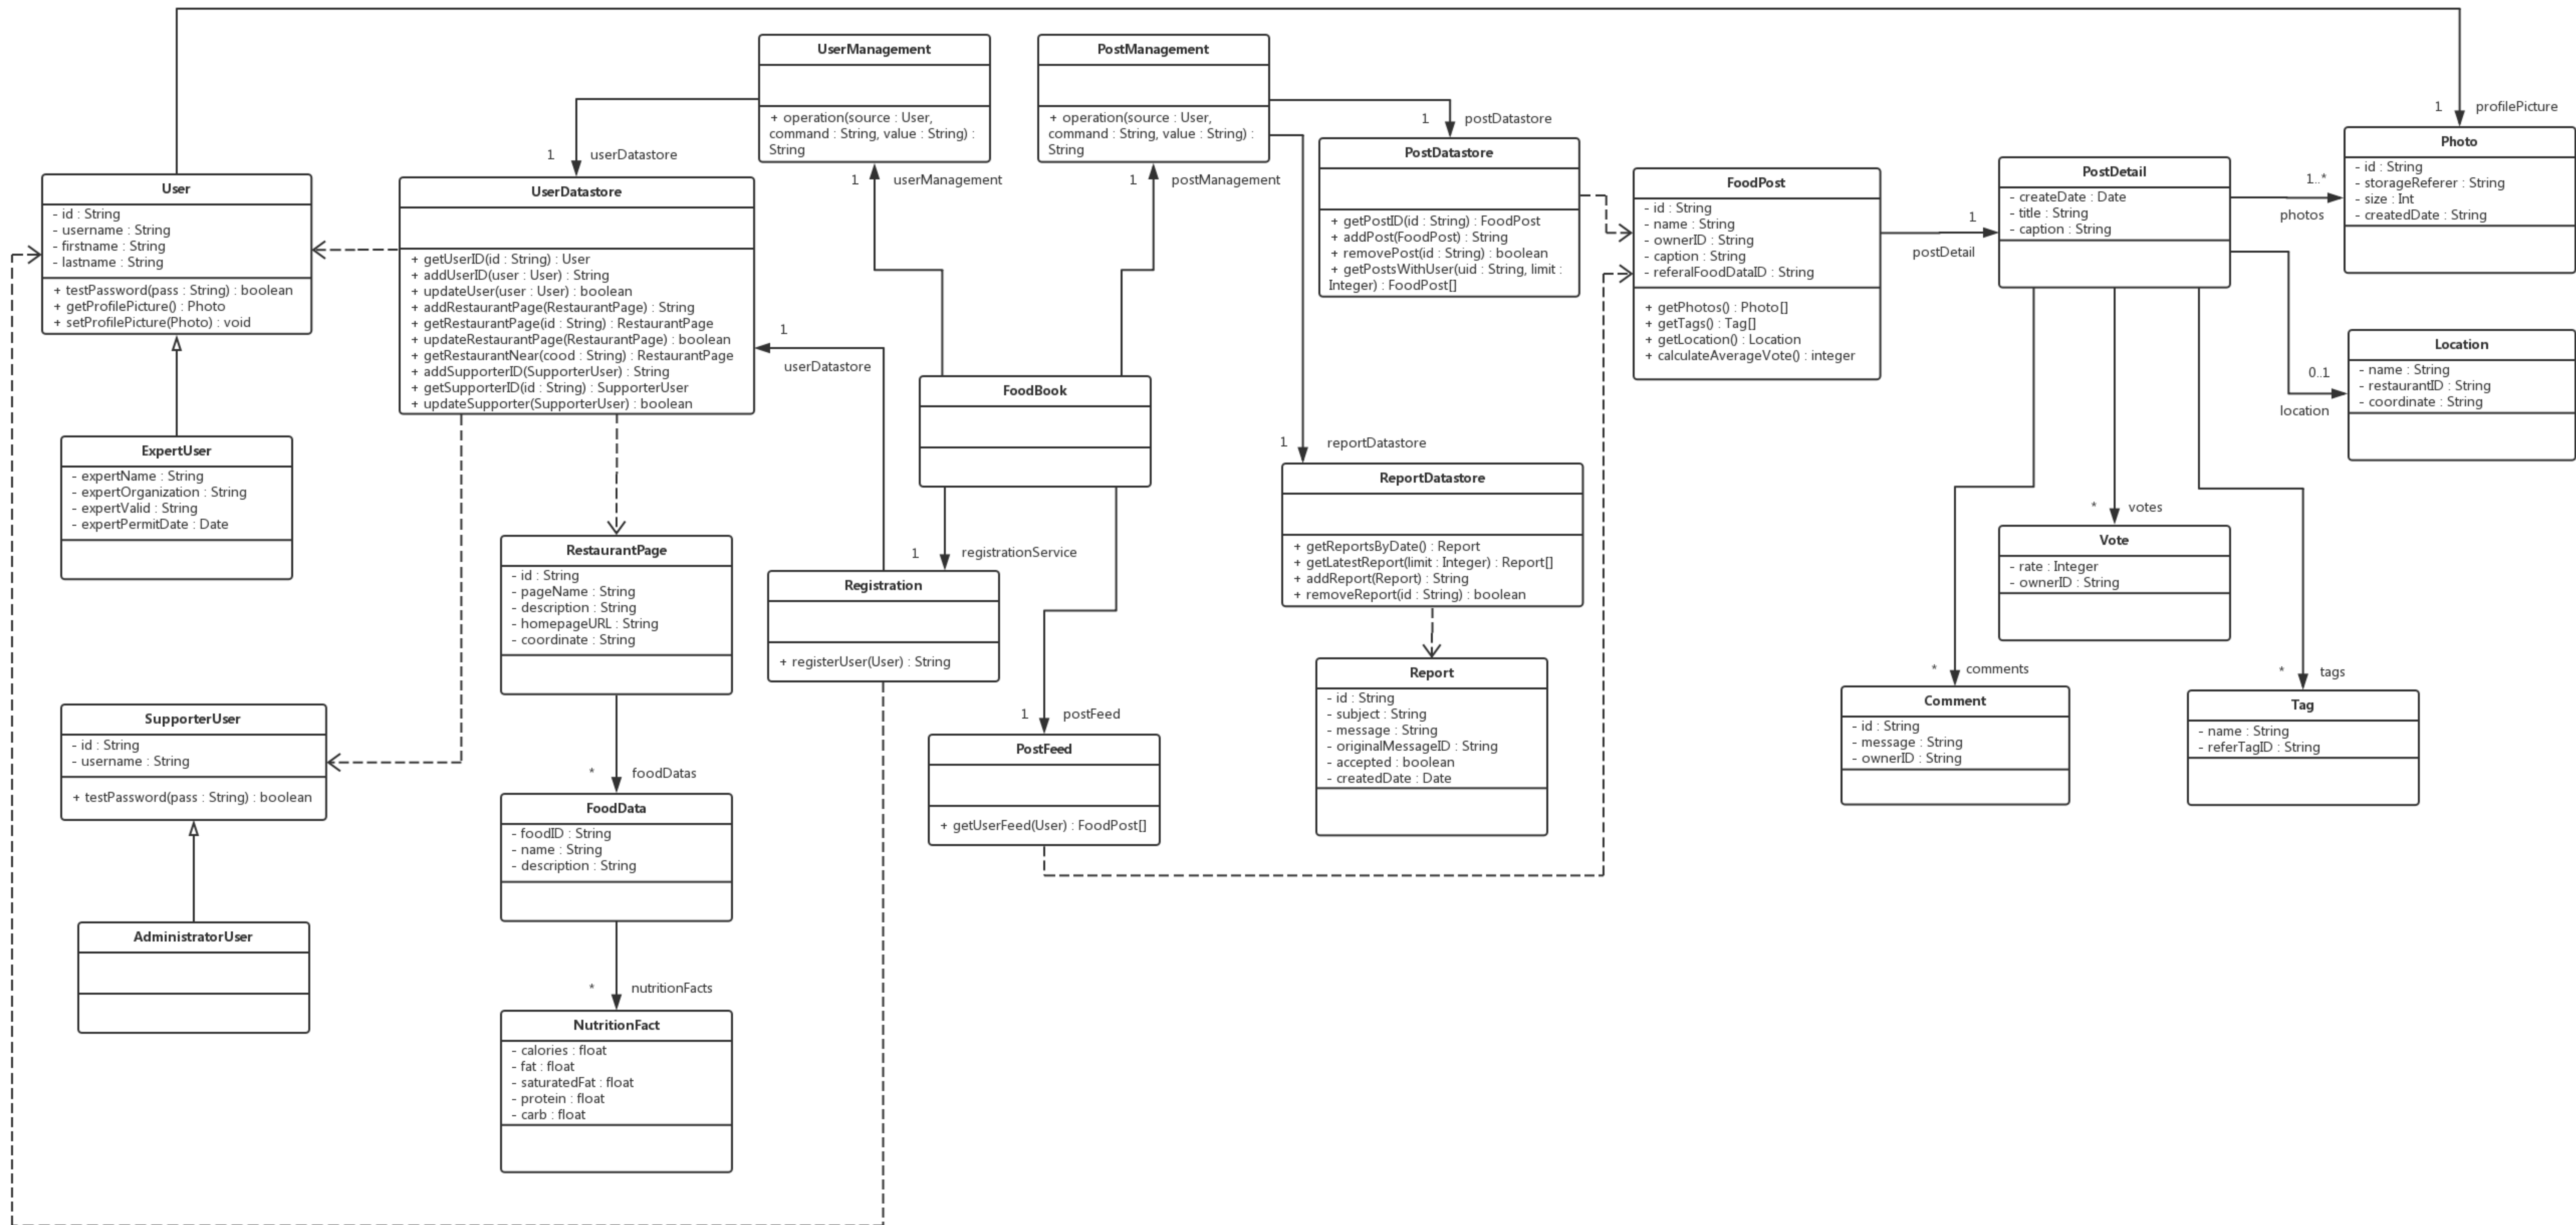 UserManagement
+ operation(source : User,
command : String, value : String) :
String
PostManagement
+ operation(source : User,
command : String, value : String) :
String
1
profilePicture
1
userDatastore
1
userManagement
1
postManagement
1
postDatastore
User
- id : String
- username : String
- firstname : String
- lastname : String
+ testPassword(pass : String) : boolean
+ getProfilePicture() : Photo
+ setProfilePicture(Photo) : void
UserDatastore
+ getUserID(id : String) : User
+ addUserID(user : User) : String
+ updateUser(user : User) : boolean
+ addRestaurantPage(RestaurantPage) : String
+ getRestaurantPage(id : String) : RestaurantPage
+ updateRestaurantPage(RestaurantPage) : boolean
+ getRestaurantNear(cood : String) : RestaurantPage
+ addSupporterID(SupporterUser) : String
+ getSupporterID(id : String) : SupporterUser
+ updateSupporter(SupporterUser) : boolean
1
userDatastore
PostDatastore
+ getPostID(id : String) : FoodPost
+ addPost(FoodPost) : String
+ removePost(id : String) : boolean
+ getPostsWithUser(uid : String, limit :
Integer) : FoodPost[]
FoodPost
- id : String
- name : String
- ownerID : String
- caption : String
- referalFoodDataID : String
+ getPhotos() : Photo[]
+ getTags() : Tag[]
+ getLocation() : Location
+ calculateAverageVote() : integer
1
postDetail
PostDetail
- createDate : Date
- title : String
- caption : String
1..*
photos
Photo
- id : String
- storageReferer : String
- size : Int
- createdDate : String
0..1
location
Location
- name : String
- restaurantID : String
- coordinate : String
FoodBook
ExpertUser
- expertName : String
- expertOrganization : String
- expertValid : String
- expertPermitDate : Date
1
reportDatastore
ReportDatastore
+ getReportsByDate() : Report
+ getLatestReport(limit : Integer) : Report[]
+ addReport(Report) : String
+ removeReport(id : String) : boolean
*
votes
Vote
- rate : Integer
- ownerID : String
RestaurantPage
- id : String
- pageName : String
- description : String
- homepageURL : String
- coordinate : String
1
registrationService
Registration
+ registerUser(User) : String
Report
- id : String
- subject : String
- message : String
- originalMessageID : String
- accepted : boolean
- createdDate : Date
*
comments
Comment
- id : String
- message : String
- ownerID : String
*
tags
Tag
- name : String
- referTagID : String
SupporterUser
- id : String
- username : String
+ testPassword(pass : String) : boolean
1
postFeed
PostFeed
+ getUserFeed(User) : FoodPost[]
*
foodDatas
FoodData
- foodID : String
- name : String
- description : String
AdministratorUser
*
nutritionFacts
NutritionFact
- calories : float
- fat : float
- saturatedFat : float
- protein : float
- carb : float